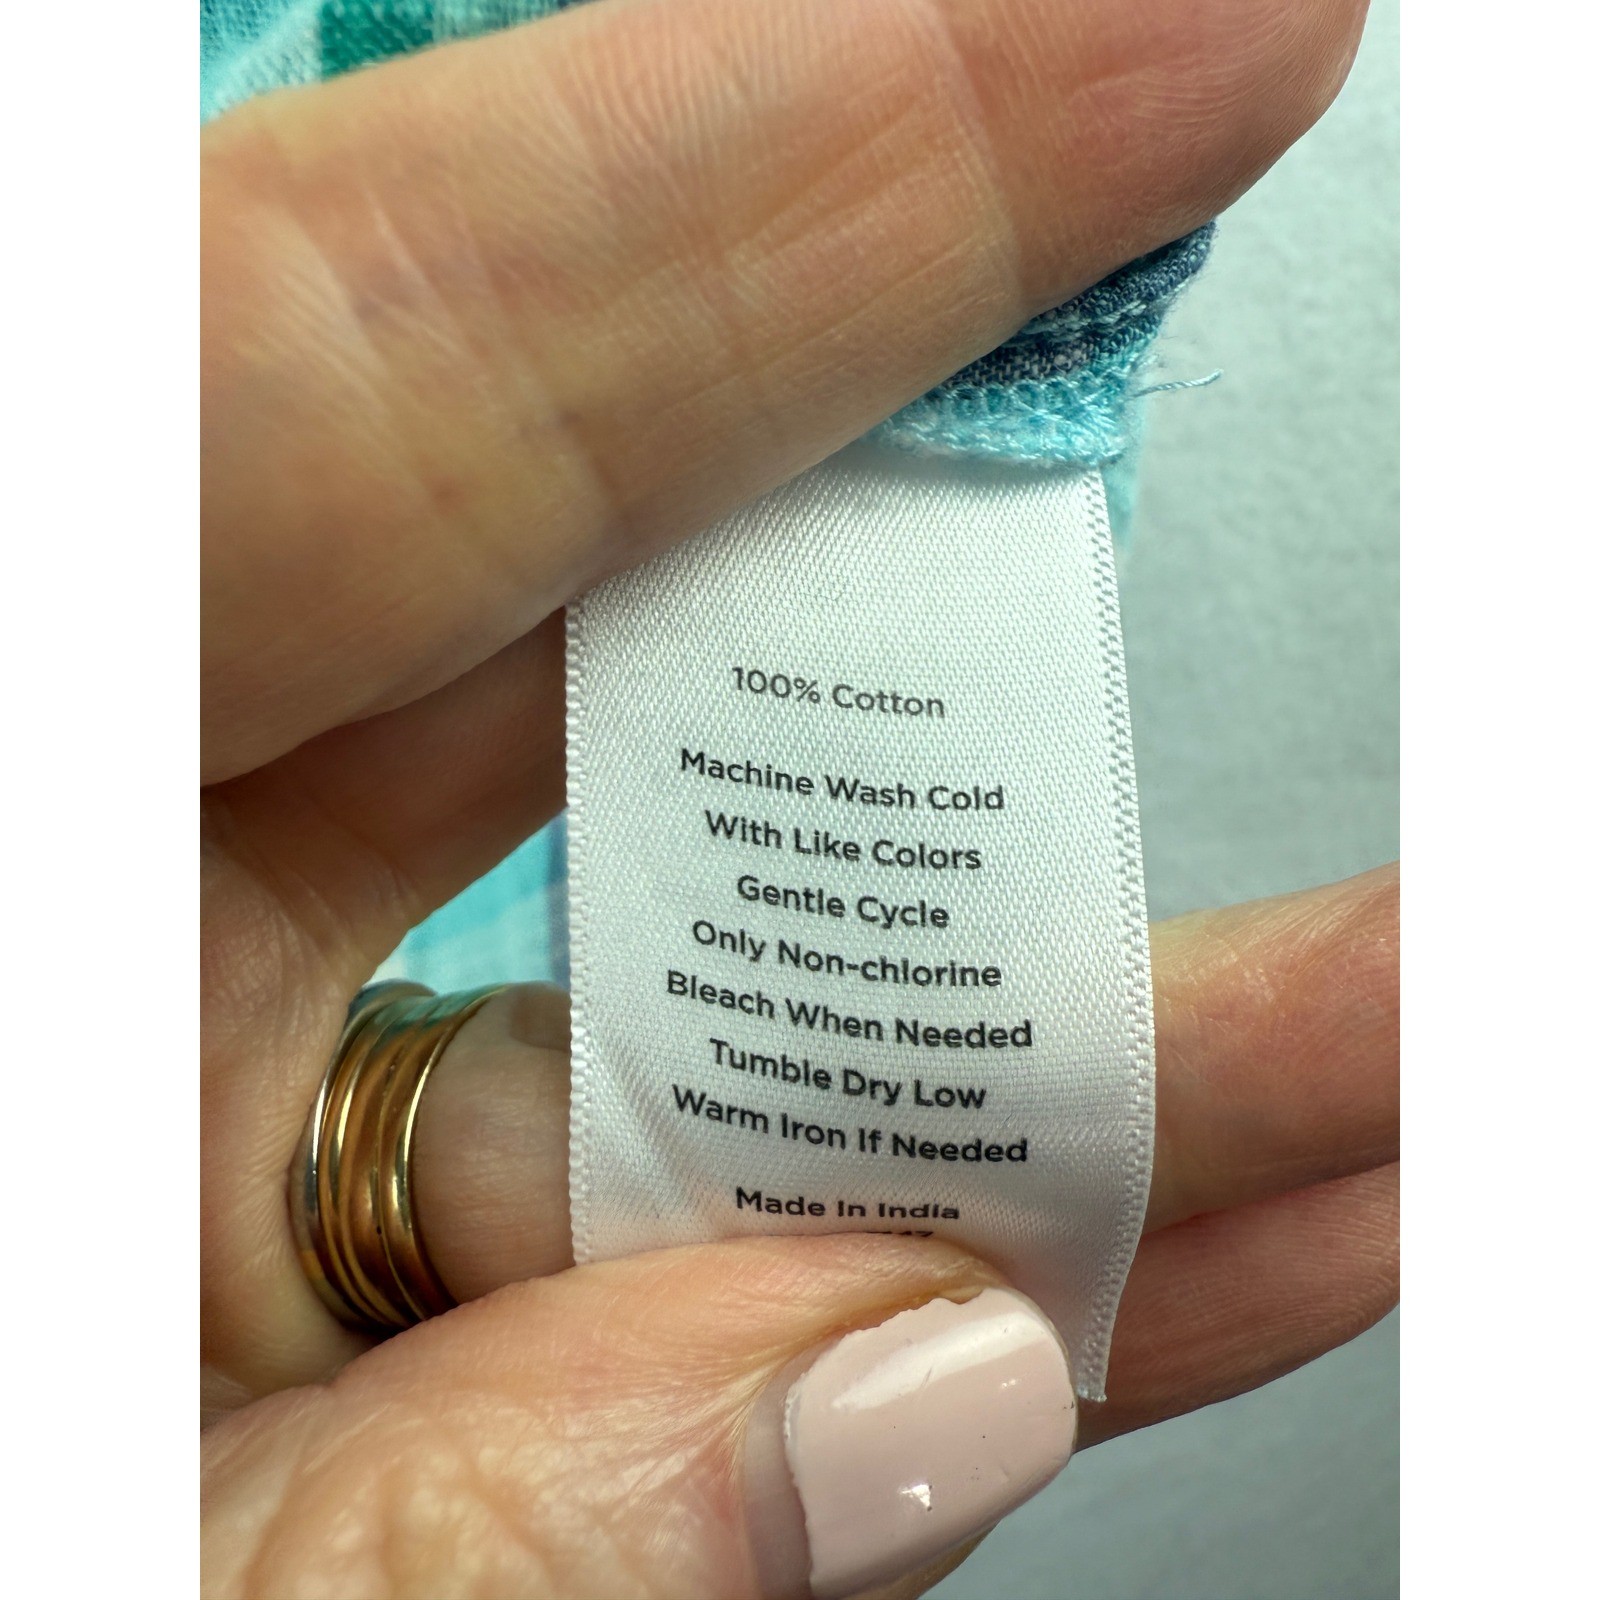 100% Cotton
Machine Wash Cold
With Like Colors
Gentle Cycle
Only Non-chlorine
Bleach When Needed
Tumble Dry Low
Warm Iron If Needed
Made In India